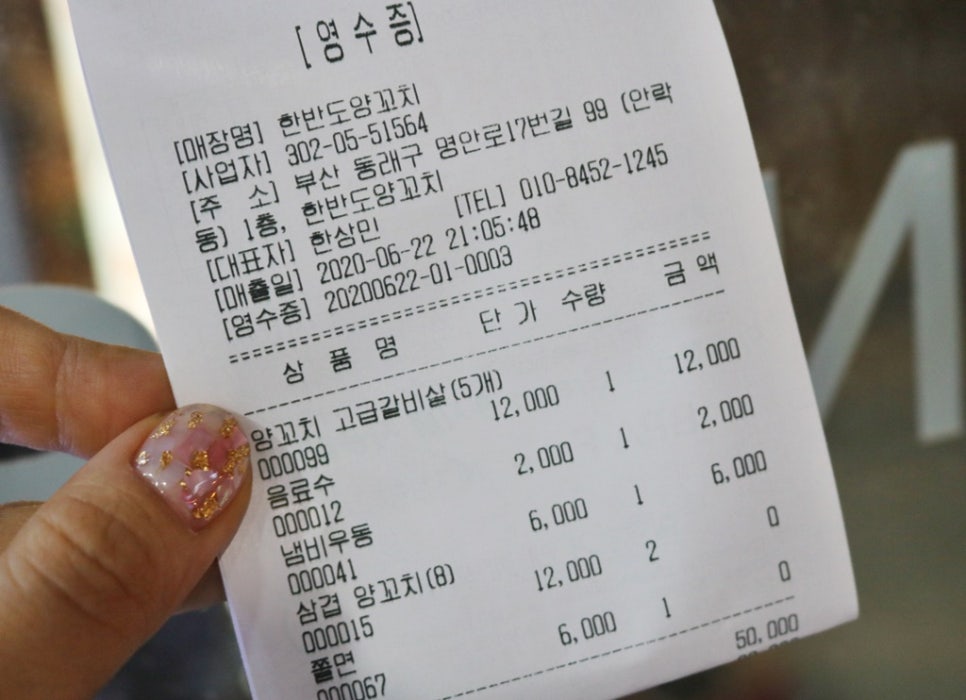 [ 영 수 증]
[매장명] 한반도양꼬치
[사업자] 302-05-51564
[주 소] 부산 동래구 명안로17번길 99 (안락
동) 1층, 한반도양꼬치
[대표자] 한상민 [TEL] 010-8452-1245
[매출일] 2020-06-22 21:05:48
[영수증] 20200622-01-0003
상 품 명 단 가 수량 금 액
양꼬치 고급갈비살(5개)
000099 12,000 1 12,000
음료수
000012 2,000 1 2,000
냄비우동
000041 6,000 1 6,000
삼겹 양꼬치(8)
000015 12,000 2 0
쫄면
000067 6,000 1 0
50,000